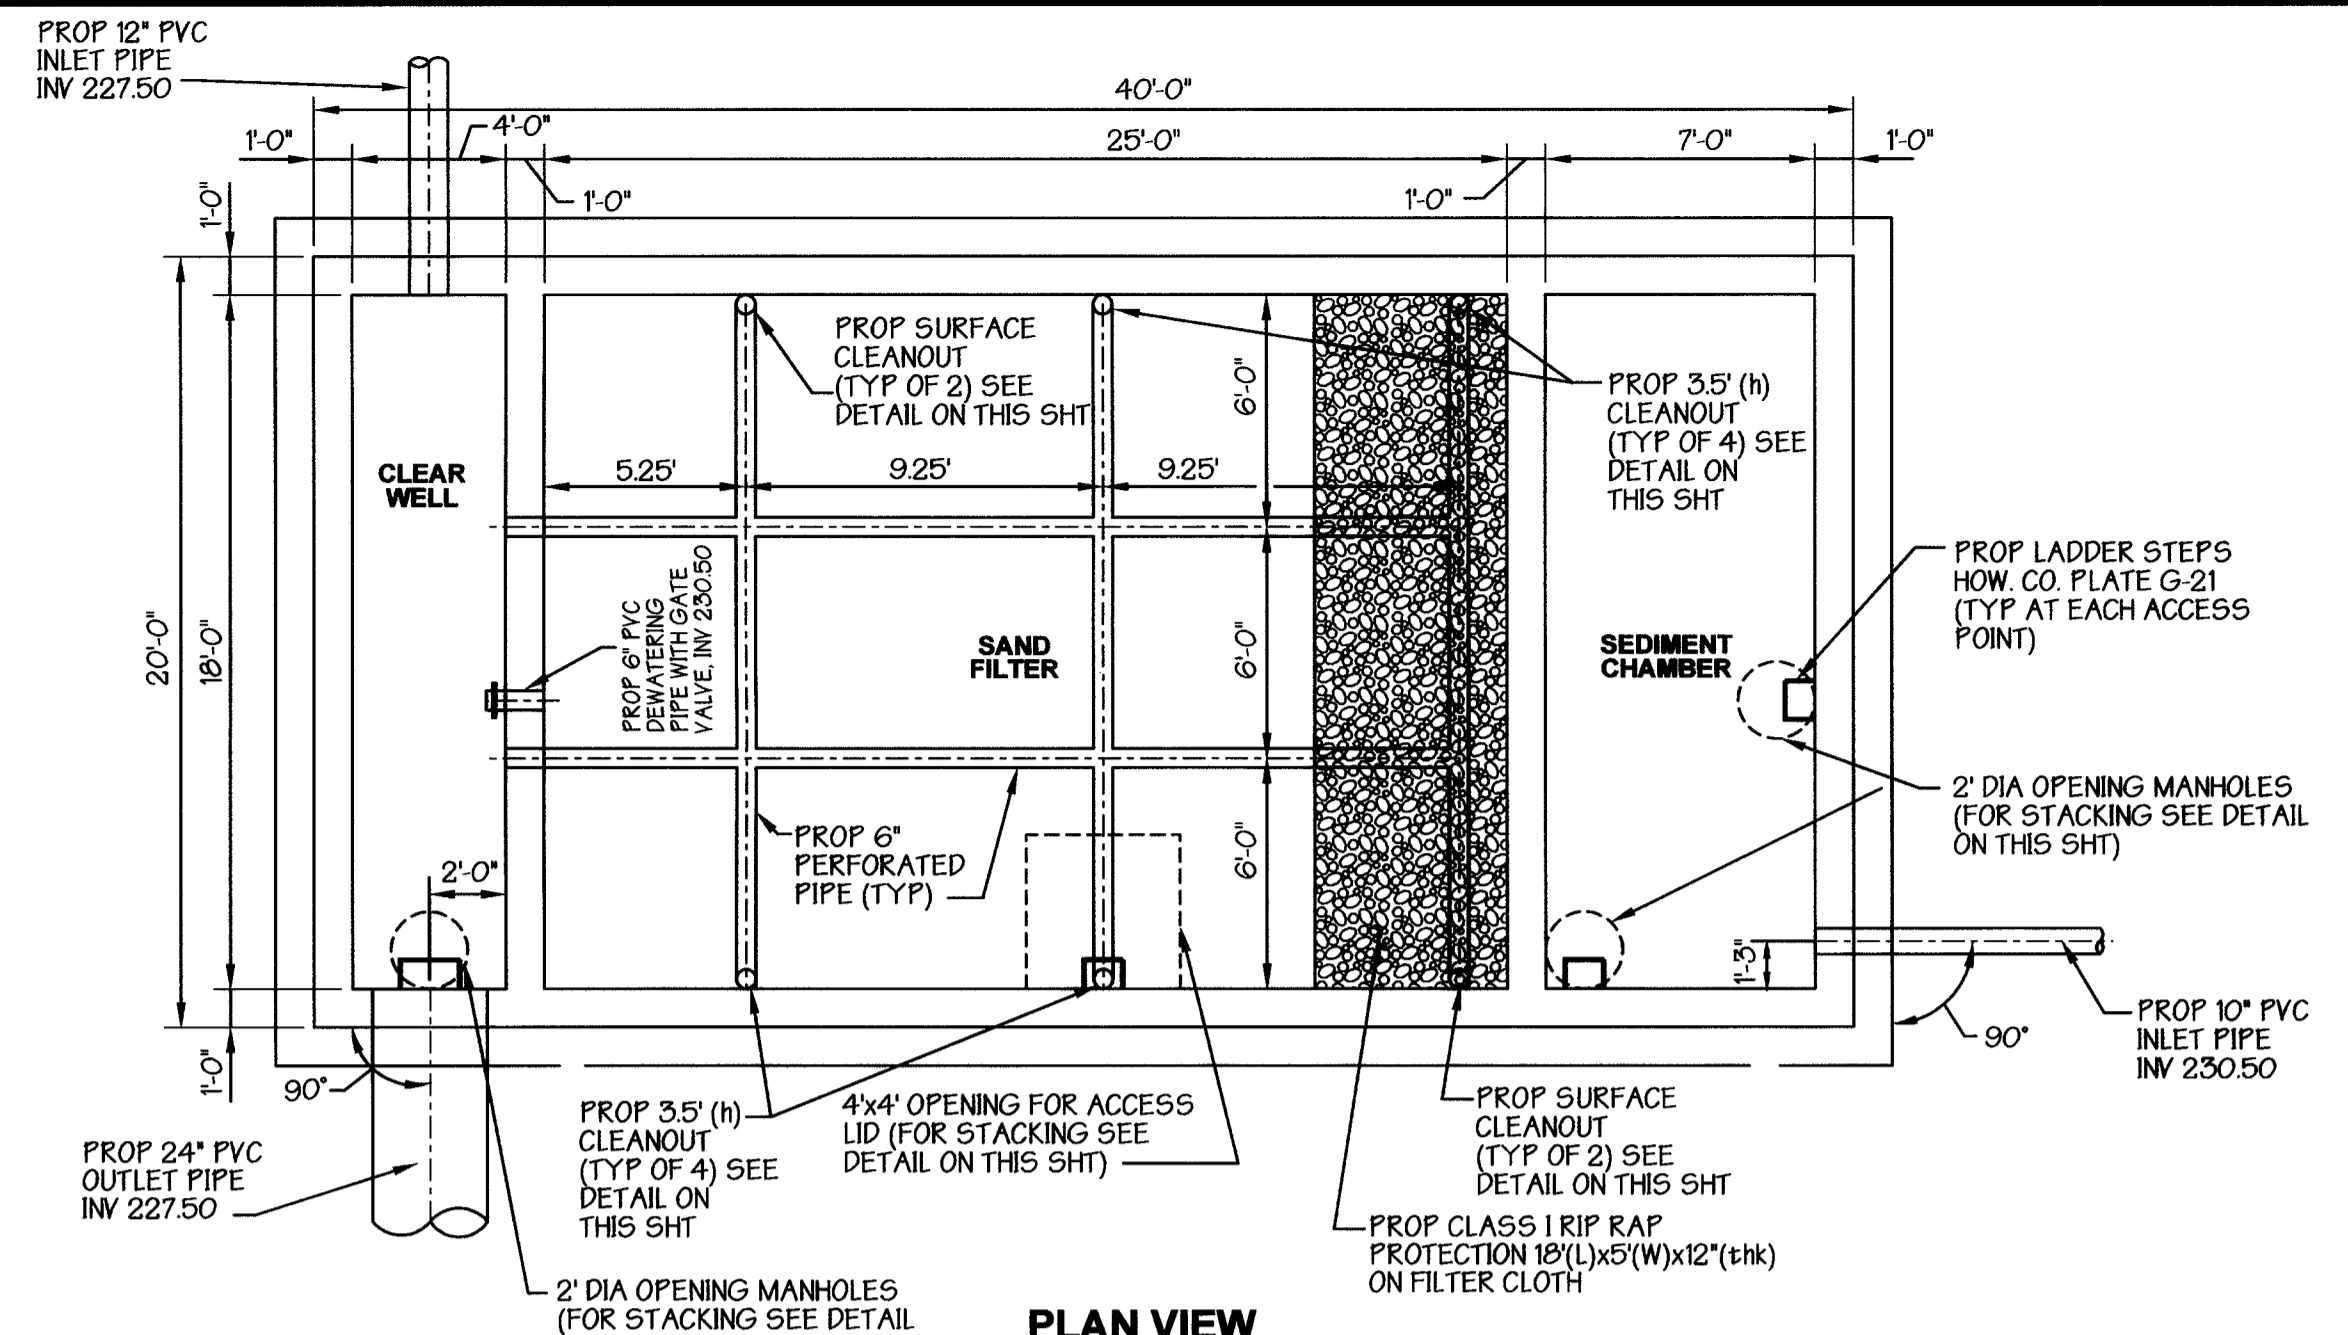 PROP 12" PVC
INLET PIPE
INV 227.50
40'-0"
1'-0"
4'-0"
25'-0"
7'-0"
1'-0"
1'-0"
1'-0"
1'-0"
PROP SURFACE
CLEANOUT
(TYP OF 2) SEE
DETAIL ON THIS SHT
6'-0"
PROP 3.5' (h)
CLEANOUT
(TYP OF 4) SEE
DETAIL ON
THIS SHT
CLEAR
WELL
5.25'
9.25'
9.25'
PROP LADDER STEPS
HOW. CO. PLATE G-21
(TYP AT EACH ACCESS
POINT)
20'-0"
18'-0"
PROP 6" PVC
DEWATERING
PIPE WITH GATE
VALVE, INV 230.50
SAND
FILTER
6'-0"
SEDIMENT
CHAMBER
2' DIA OPENING MANHOLES
(FOR STACKING SEE DETAIL
ON THIS SHT)
PROP 6"
PERFORATED
PIPE (TYP)
2'-0"
6'-0"
1'-3"
PROP 10" PVC
INLET PIPE
INV 230.50
90°
1'-0"
90°
PROP 24" PVC
OUTLET PIPE
INV 227.50
PROP 3.5' (h)
CLEANOUT
(TYP OF 4) SEE
DETAIL ON
THIS SHT
4'x4' OPENING FOR ACCESS
LID (FOR STACKING SEE
DETAIL ON THIS SHT)
PROP SURFACE
CLEANOUT
(TYP OF 2) SEE
DETAIL ON THIS SHT
PROP CLASS I RIP RAP
PROTECTION 18'(L)x5'(W)x12"(thk)
ON FILTER CLOTH
2' DIA OPENING MANHOLES
(FOR STACKING SEE DETAIL
PLAN VIEW